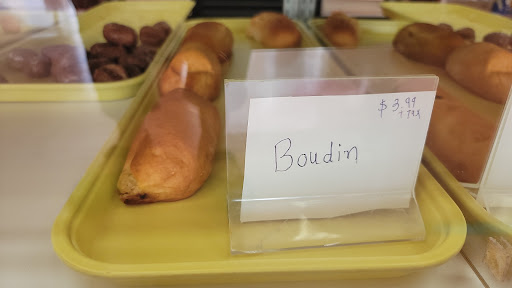 $ 3.99
+ TAX
Boudin